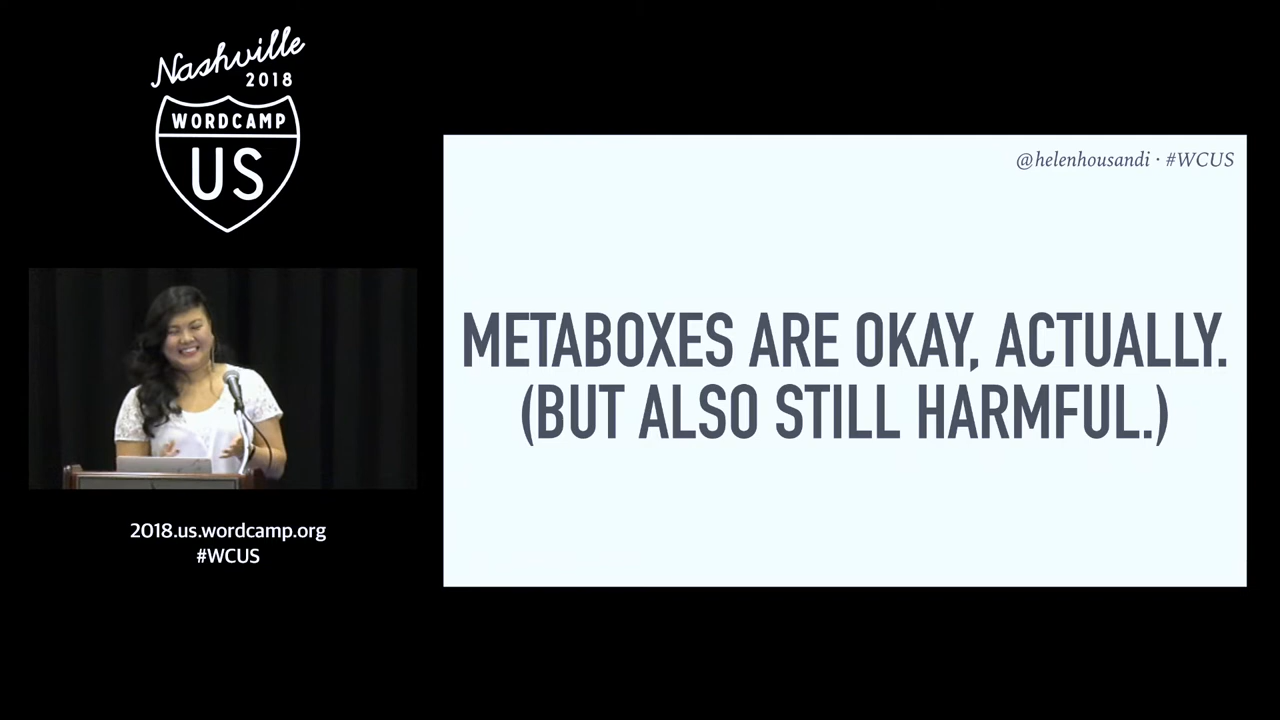 Nashville
2018
WORDCAMP
US
2018.us.wordcamp.org
#WCUS
@helenhousandi · #WCUS
METABOXES ARE OKAY, ACTUALLY.
(BUT ALSO STILL HARMFUL.)